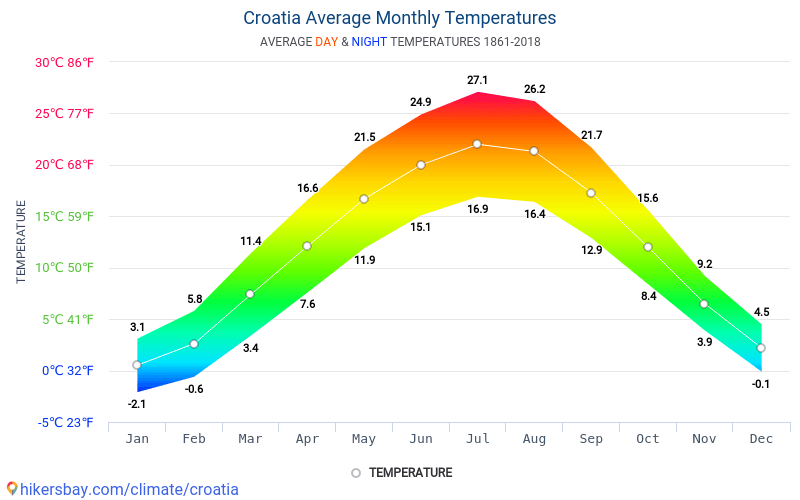 Croatia Average Monthly Temperatures
AVERAGE DAY & NIGHT TEMPERATURES 1861-2018
30℃ 86℉
25℃ 77℉
20℃ 68℉
15℃ 59℉
10℃ 50℉
5℃ 41℉
0℃ 32℉
-5℃ 23℉
TEMPERATURE
3.1 5.8 11.4 16.6 21.5 24.9 27.1 26.2 21.7 15.6 9.2 4.5
-2.1 -0.6 3.4 7.6 11.9 15.1 16.9 16.4 12.9 8.4 3.9 -0.1
Jan Feb Mar Apr May Jun Jul Aug Sep Oct Nov Dec
TEMPERATURE
hikersbay.com/climate/croatia